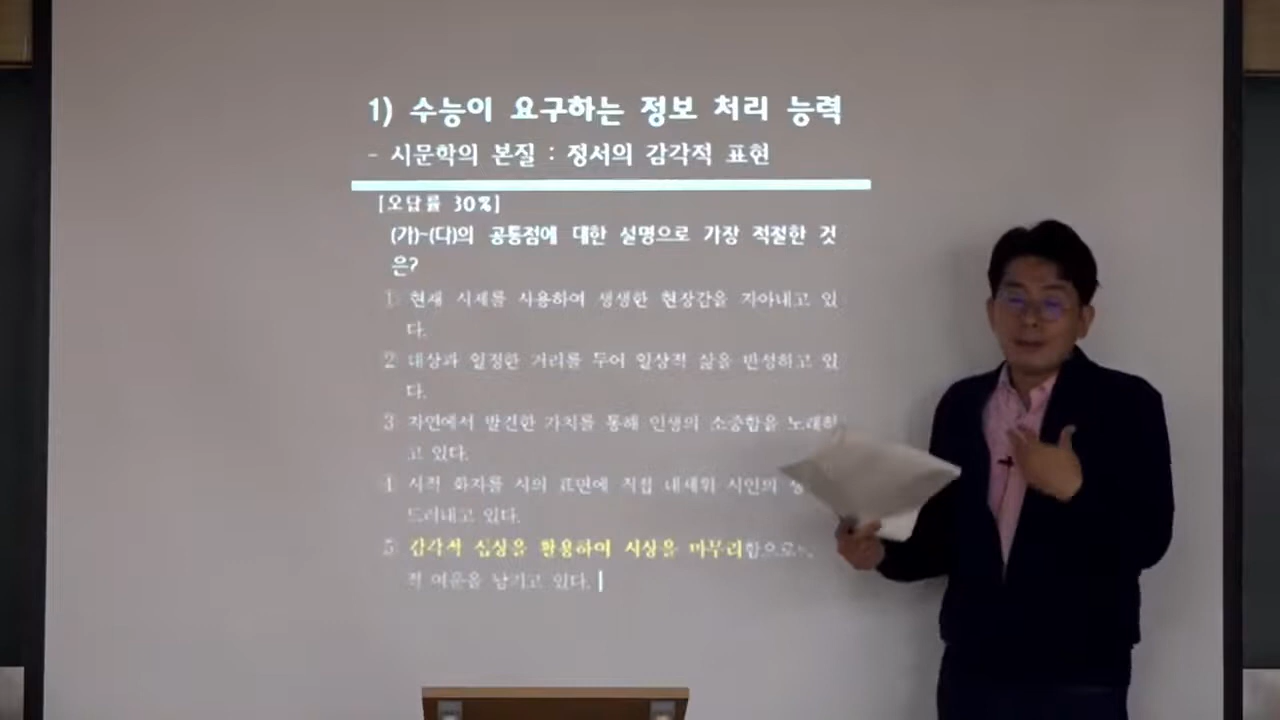 1) 수능이 요구하는 정보 처리 능력
- 시문학의 본질 : 정서의 감각적 표현
[오답률 30%]
(가)~(다)의 공통점에 대한 설명으로 가장 적절한 것
은?
① 현재 시제를 사용하여 생생한 현장감을 자아내고 있
다.
② 대상과 일정한 거리를 두어 일상적 삶을 반성하고 있
다.
③ 자연에서 발견한 가치를 통해 인생의 소중함을 노래하
고 있다.
④ 시적 화자를 시의 표면에 직접 내세워 시인의
드러내고 있다.
⑤ 감각적 심상을 활용하여 시상을 마무리함으로써
적 여운을 남기고 있다.